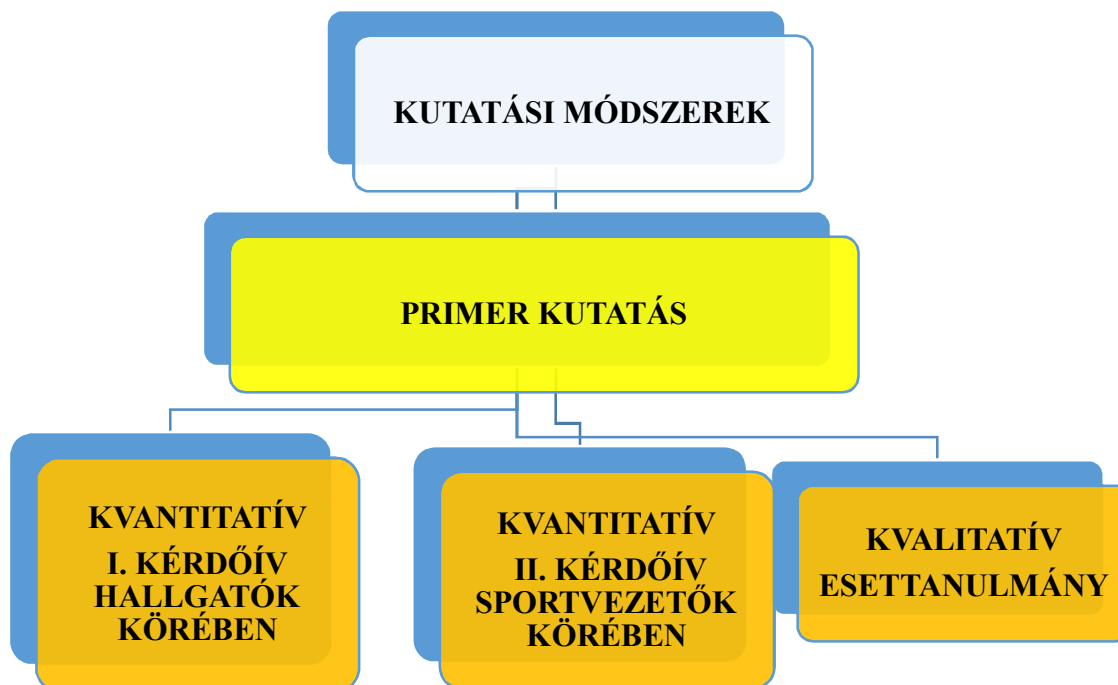 KUTATÁSI MÓDSZEREK
PRIMER KUTATÁS
KVANTITATÍV
I. KÉRDŐÍV
HALLGATÓK
KÖRÉBEN
KVANTITATÍV
II. KÉRDŐÍV
SPORTVEZETŐK
KÖRÉBEN
KVALITATÍV
ESETTANULMÁNY